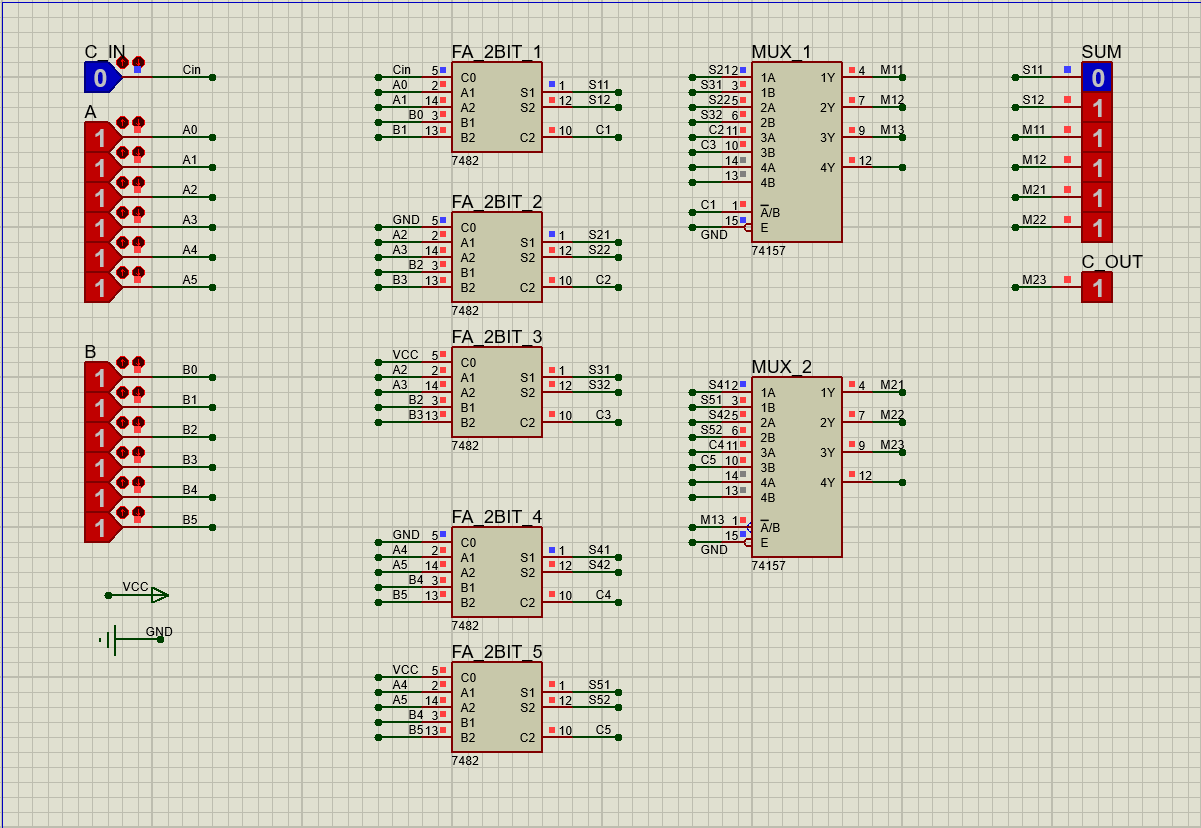 C_IN
0
Cin
A
1 A0
1 A1
1 A2
1 A3
1 A4
1 A5
B
1 B0
1 B1
1 B2
1 B3
1 B4
1 B5
VCC
GND
FA_2BIT_1
Cin 5 C0
A0 2 A1 S1 1 S11
A1 14 A2 S2 12 S12
B0 3 B1
B1 13 B2 C2 10 C1
7482
FA_2BIT_2
GND 5 C0
A2 2 A1 S1 1 S21
A3 14 A2 S2 12 S22
B2 3 B1
B3 13 B2 C2 10 C2
7482
FA_2BIT_3
VCC 5 C0
A2 2 A1 S1 1 S31
A3 14 A2 S2 12 S32
B2 3 B1
B3 13 B2 C2 10 C3
7482
FA_2BIT_4
GND 5 C0
A4 2 A1 S1 1 S41
A5 14 A2 S2 12 S42
B4 3 B1
B5 13 B2 C2 10 C4
7482
FA_2BIT_5
VCC 5 C0
A4 2 A1 S1 1 S51
A5 14 A2 S2 12 S52
B4 3 B1
B5 13 B2 C2 10 C5
7482
MUX_1
S21 2 1A 1Y 4 M11
S31 3 1B
S22 5 2A 2Y 7 M12
S32 6 2B
C2 11 3A 3Y 9 M13
C3 10 3B
14 4A 4Y 12
13 4B
C1 1 A/B
GND 15 E
74157
MUX_2
S41 2 1A 1Y 4 M21
S51 3 1B
S42 5 2A 2Y 7 M22
S52 6 2B
C4 11 3A 3Y 9 M23
C5 10 3B
14 4A 4Y 12
13 4B
M13 1 A/B
GND 15 E
74157
SUM
S11 0
S12 1
M11 1
M12 1
M21 1
M22 1
C_OUT
M23 1